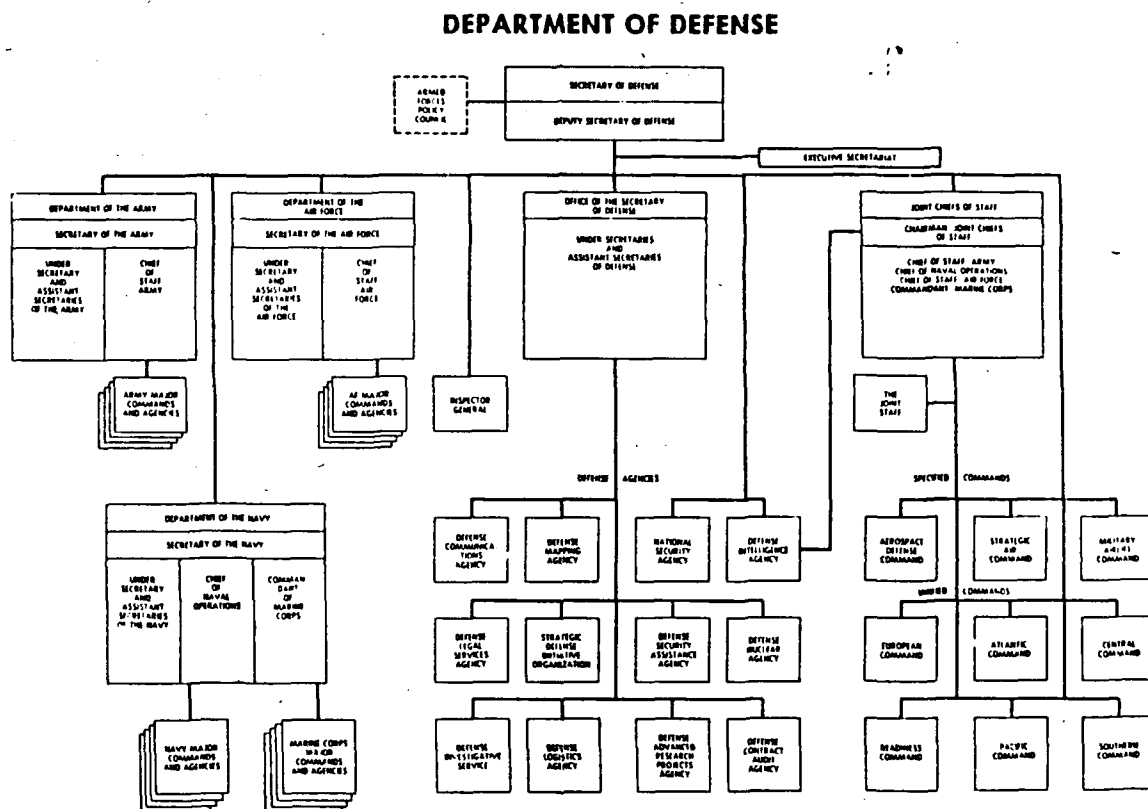 DEPARTMENT OF DEFENSE
ARMED
FORCES
POLICY
COUNCIL
SECRETARY OF DEFENSE
DEPUTY SECRETARY OF DEFENSE
EXECUTIVE SECRETARIAT
DEPARTMENT OF THE ARMY
SECRETARY OF THE ARMY
UNDER
SECRETARY
AND
ASSISTANT
SECRETARIES
OF THE ARMY
CHIEF
OF
STAFF
ARMY
ARMY MAJOR
COMMANDS
AND AGENCIES
DEPARTMENT OF THE
AIR FORCE
SECRETARY OF THE AIR FORCE
UNDER
SECRETARY
AND
ASSISTANT
SECRETARIES
OF THE
AIR FORCE
CHIEF
OF
STAFF
AIR
FORCE
AF MAJOR
COMMANDS
AND AGENCIES
INSPECTOR
GENERAL
OFFICE OF THE SECRETARY
OF DEFENSE
UNDER SECRETARIES
AND
ASSISTANT SECRETARIES
OF DEFENSE
JOINT CHIEFS OF STAFF
CHAIRMAN JOINT CHIEFS
OF STAFF
CHIEF OF STAFF ARMY
CHIEF OF NAVAL OPERATIONS
CHIEF OF STAFF AIR FORCE
COMMANDANT MARINE CORPS
THE
JOINT
STAFF
DEPARTMENT OF THE NAVY
SECRETARY OF THE NAVY
UNDER
SECRETARY
AND
ASSISTANT
SECRETARIES
OF THE NAVY
CHIEF
OF
NAVAL
OPERATIONS
COMMAN
DANT
OF
MARINE
CORPS
NAVY MAJOR
COMMANDS
AND AGENCIES
MARINE CORPS
MAJOR
COMMANDS
AND AGENCIES
DEFENSE AGENCIES
DEFENSE
COMMUNICA
TIONS
AGENCY
DEFENSE
MAPPING
AGENCY
NATIONAL
SECURITY
AGENCY
DEFENSE
INTELLIGENCE
AGENCY
DEFENSE
LEGAL
SERVICES
AGENCY
STRATEGIC
DEFENSE
INITIATIVE
ORGANIZATION
DEFENSE
SECURITY
ASSISTANCE
AGENCY
DEFENSE
NUCLEAR
AGENCY
DEFENSE
INVESTIGATIVE
SERVICE
DEFENSE
LOGISTICS
AGENCY
DEFENSE
ADVANCED
RESEARCH
PROJECTS
AGENCY
DEFENSE
CONTRACT
AUDIT
AGENCY
SPECIFIED COMMANDS
AEROSPACE
DEFENSE
COMMAND
STRATEGIC
AIR
COMMAND
MILITARY
AIRLIFT
COMMAND
UNIFIED COMMANDS
EUROPEAN
COMMAND
ATLANTIC
COMMAND
CENTRAL
COMMAND
READINESS
COMMAND
PACIFIC
COMMAND
SOUTHERN
COMMAND